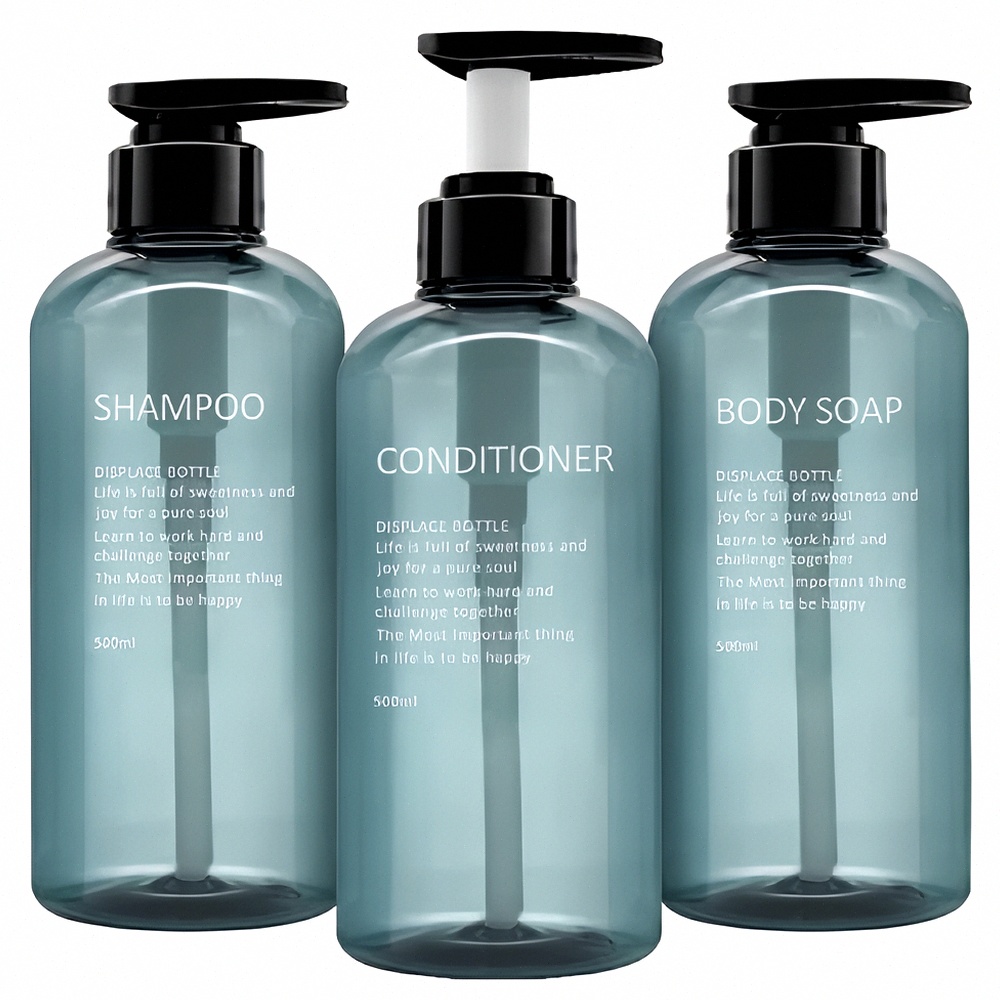 SHAMPOO
DISPLACE BOTTLE
Life is full of sweetness and
joy for a pure soul
Learn to work hard and
challenge together
The Most important thing
in life is to be happy
500ml
CONDITIONER
DISPLACE BOTTLE
Life is full of sweetness and
joy for a pure soul
Learn to work hard and
challenge together
The Most important thing
in life is to be happy
500ml
BODY SOAP
DISPLACE BOTTLE
Life is full of sweetness and
joy for a pure soul
Learn to work hard and
challenge together
The Most important thing
in life is to be happy
500ml